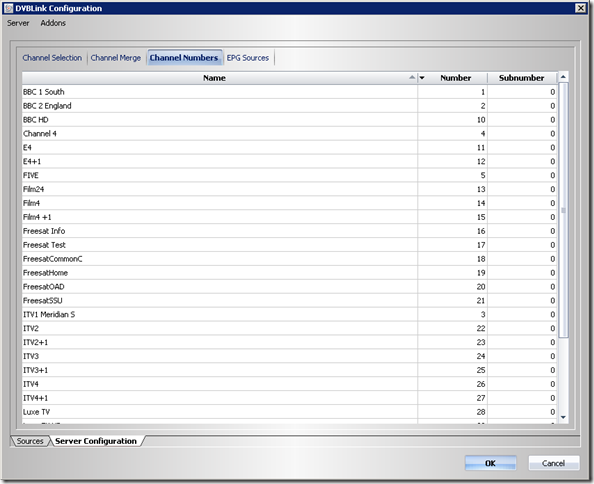 DVBLink Configuration
Server Addons
Channel Selection Channel Merge Channel Numbers EPG Sources
Name Number Subnumber
BBC 1 South 1 0
BBC 2 England 2 0
BBC HD 10 0
Channel 4 4 0
E4 11 0
E4+1 12 0
FIVE 5 0
Film24 13 0
Film4 14 0
Film4 +1 15 0
Freesat Info 16 0
Freesat Test 17 0
FreesatCommonC 18 0
FreesatHome 19 0
FreesatOAD 20 0
FreesatSSU 21 0
ITV1 Meridian S 3 0
ITV2 22 0
ITV2+1 23 0
ITV3 24 0
ITV3+1 25 0
ITV4 26 0
ITV4+1 27 0
Luxe TV 28 0
Sources Server Configuration
OK Cancel